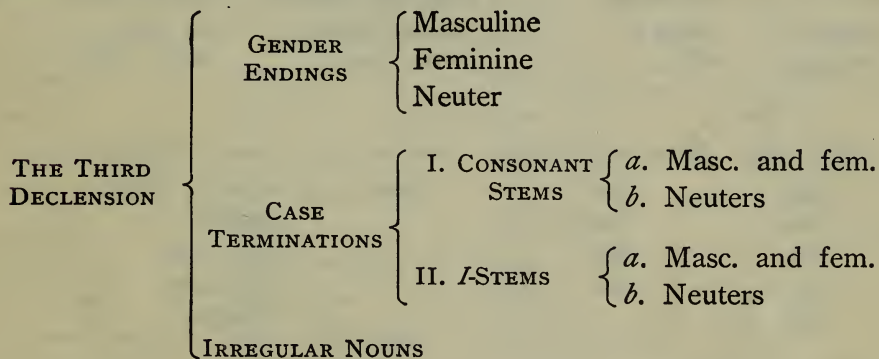 THE THIRD DECLENSION
GENDER ENDINGS
Masculine
Feminine
Neuter
CASE TERMINATIONS
I. CONSONANT STEMS
a. Masc. and fem.
b. Neuters
II. I-STEMS
a. Masc. and fem.
b. Neuters
IRREGULAR NOUNS